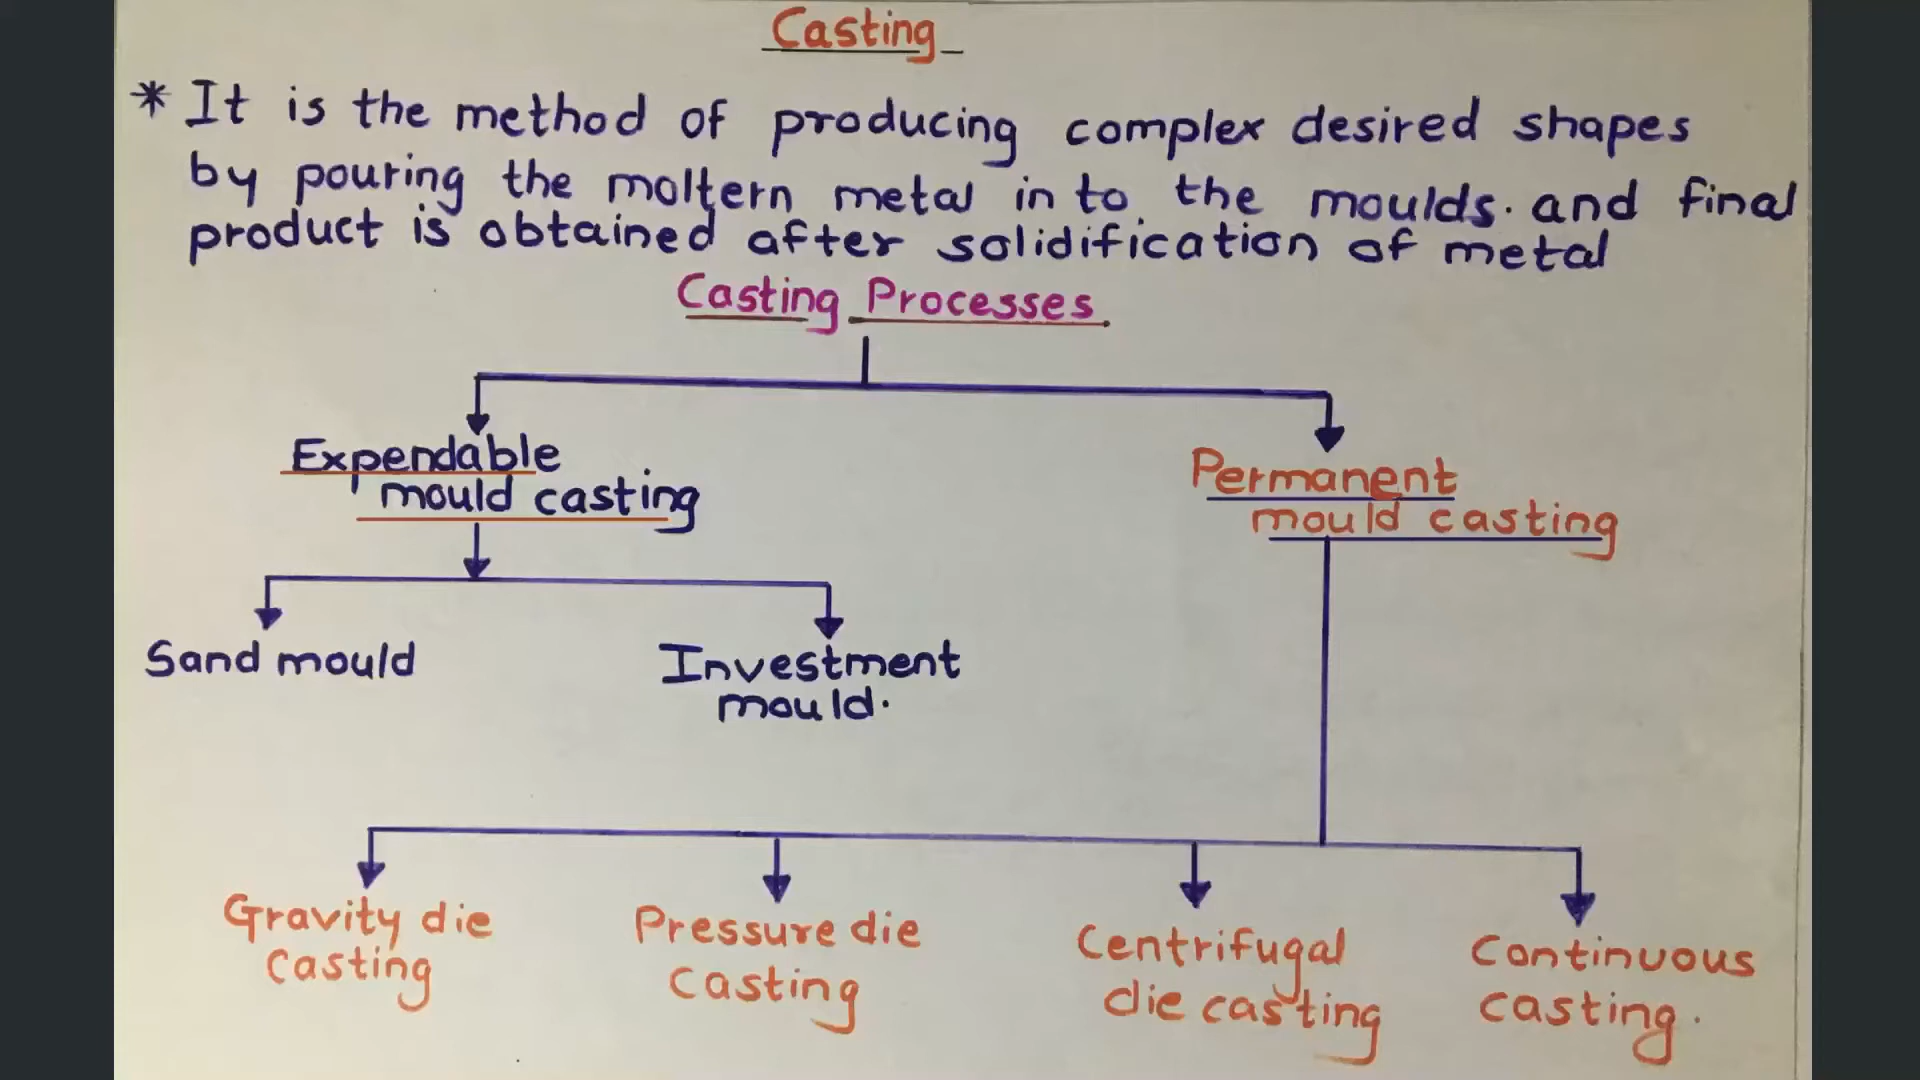 Casting
* It is the method of producing complex desired shapes
by pouring the moltern metal in to. the moulds. and final
product is obtained after solidification of metal
Casting Processes
Expendable
mould casting
Permanent
mould casting
Sand mould
Investment
mould.
Gravity die
casting
Pressure die
casting
Centrifugal
die casting
Continuous
casting.